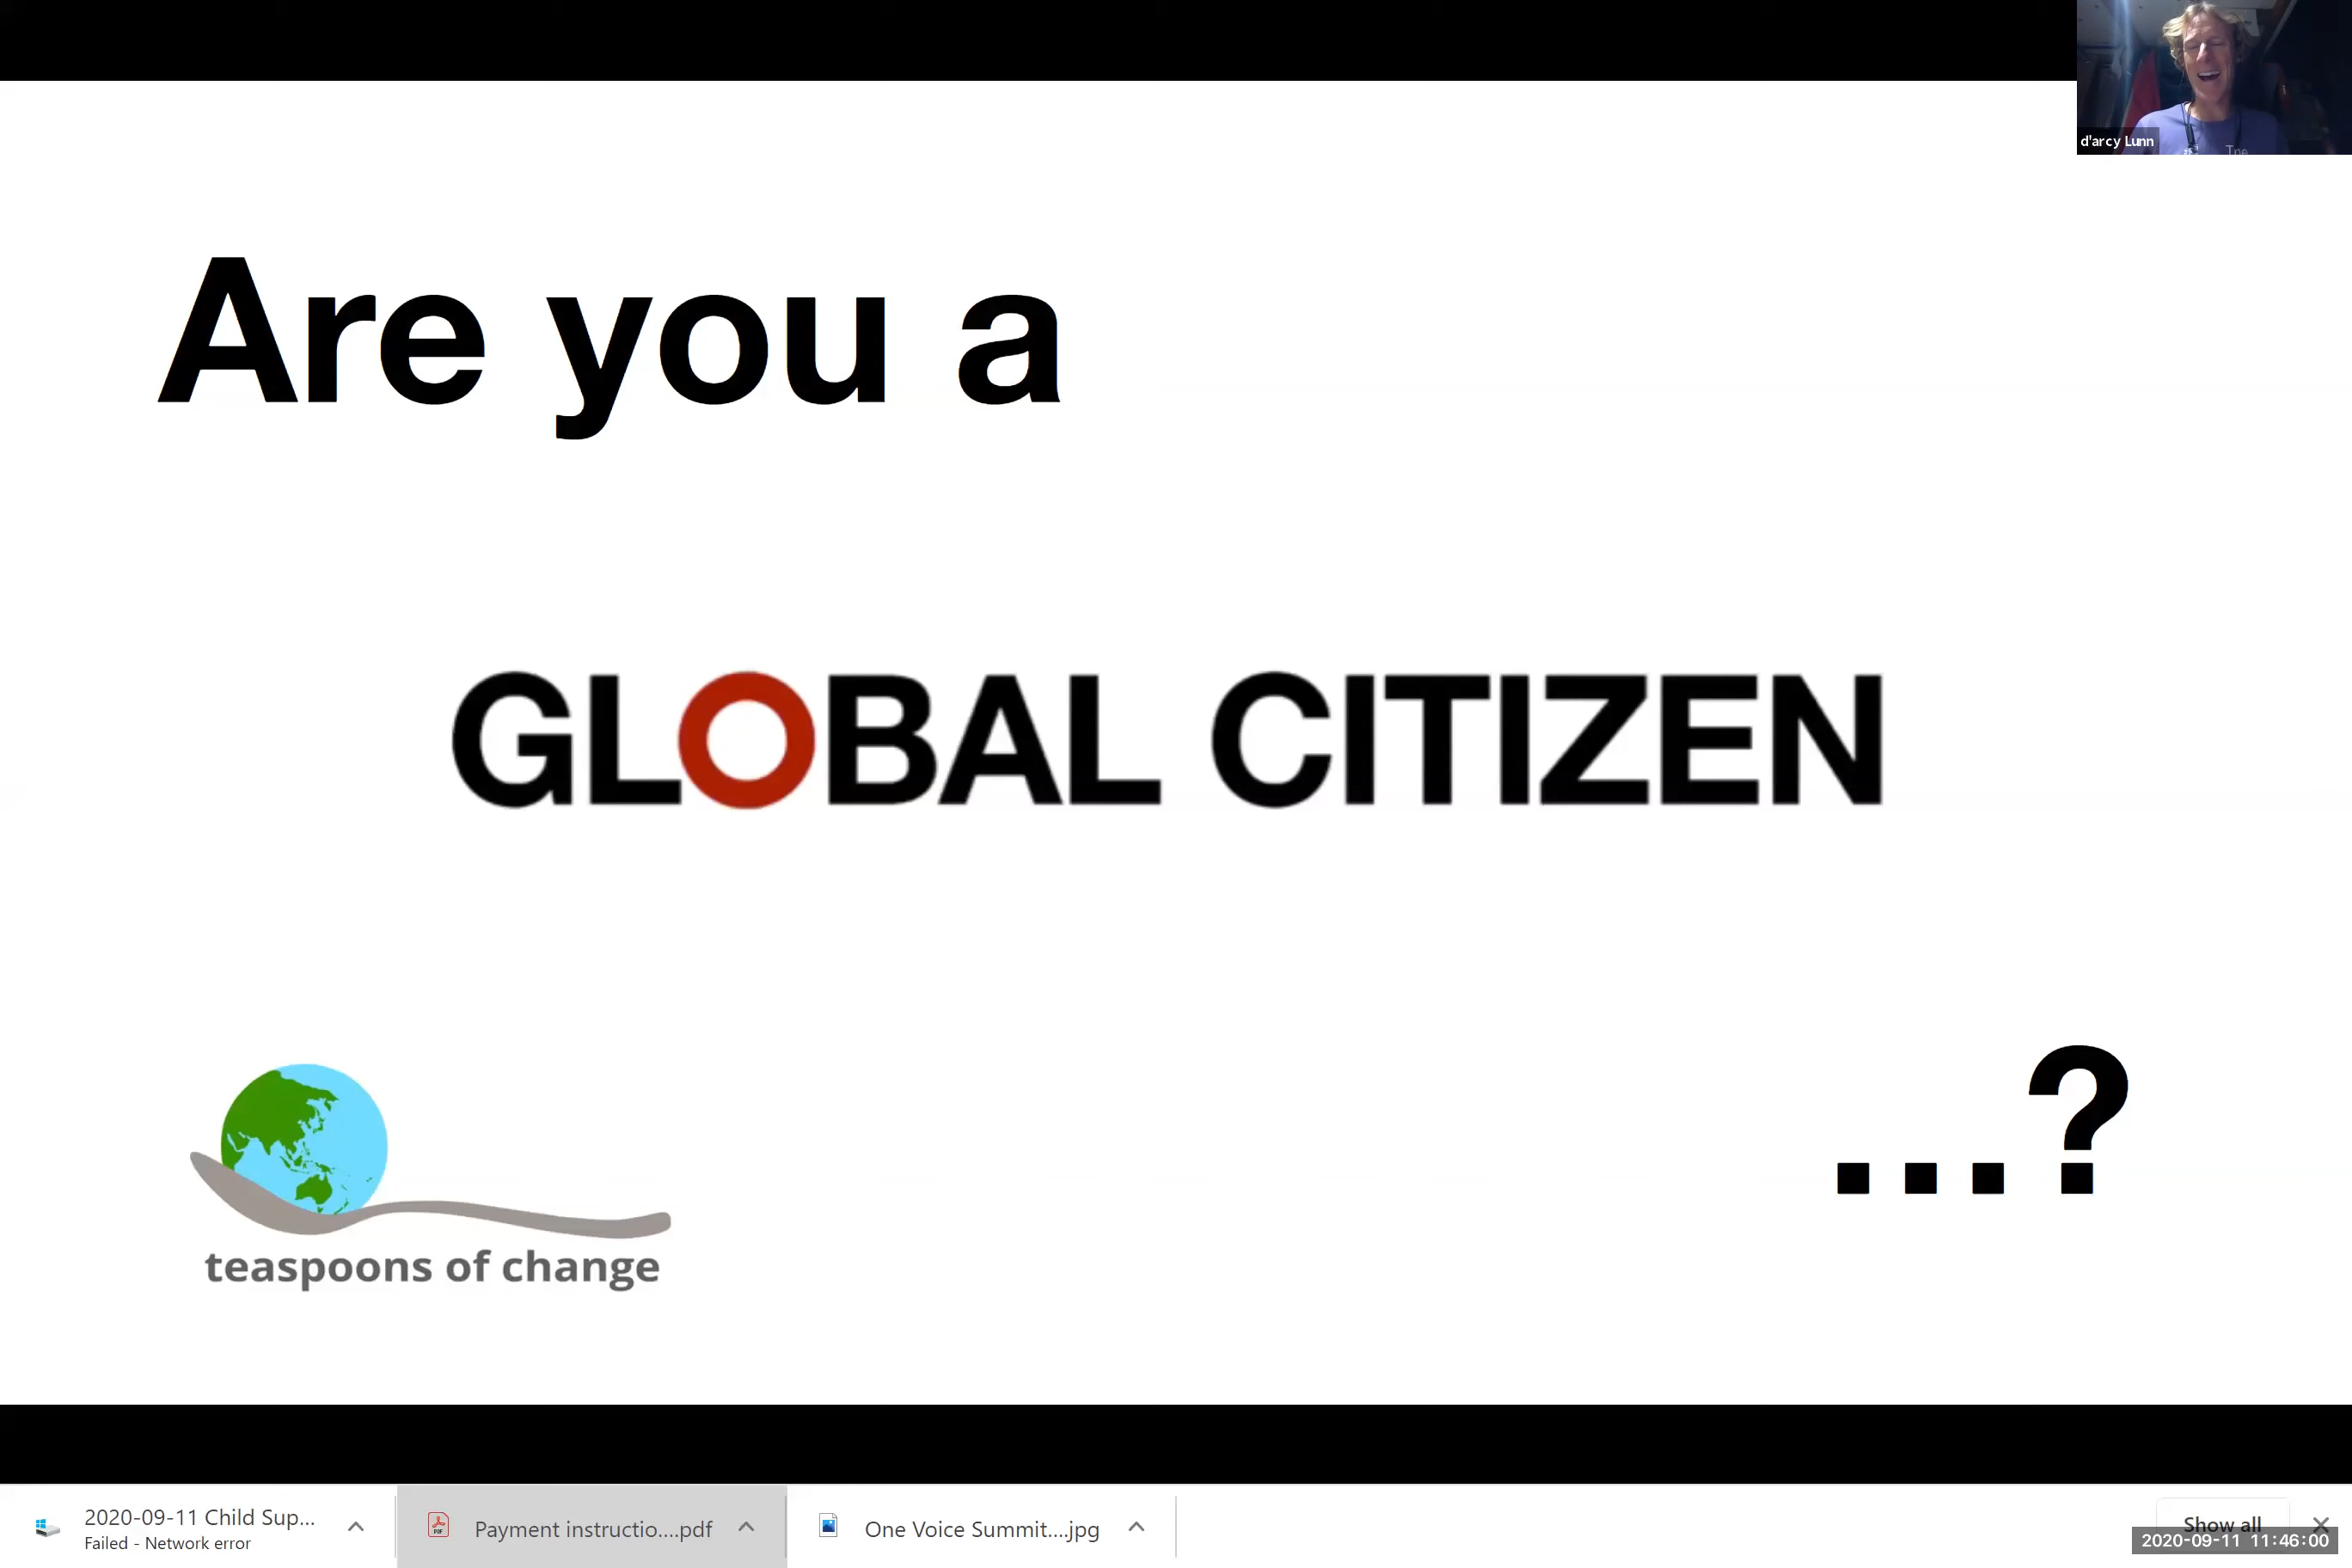 d'arcy Lunn
Are you a
GLOBAL CITIZEN
...?
teaspoons of change
2020-09-11 Child Sup...
Failed - Network error
Payment instructio....pdf
One Voice Summit....jpg
Show all
2020-09-11 11:46:00